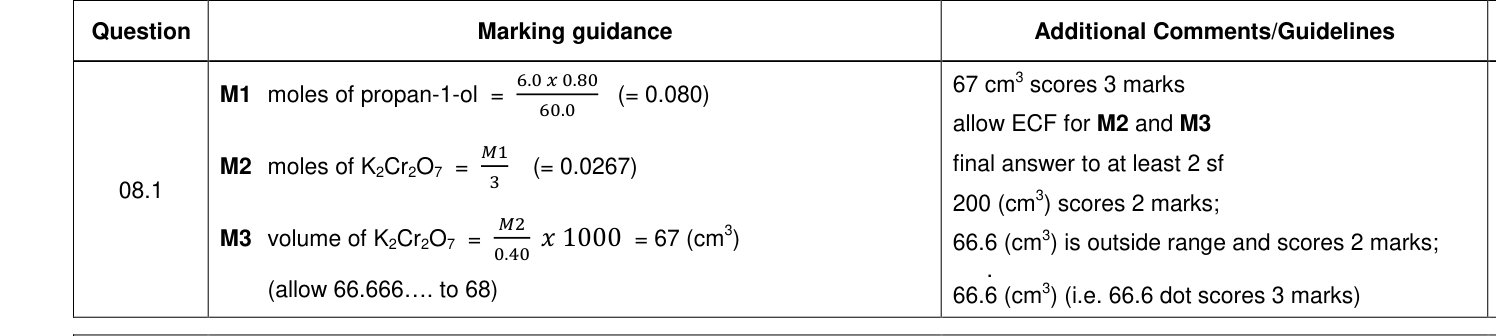 Question Marking guidance Additional Comments/Guidelines
08.1
M1 moles of propan-1-ol = 6.0 x 0.80 / 60.0 (= 0.080)
M2 moles of K₂Cr₂O₇ = M1 / 3 (= 0.0267)
M3 volume of K₂Cr₂O₇ = M2 / 0.40 x 1000 = 67 (cm³)
(allow 66.666…. to 68)
67 cm³ scores 3 marks
allow ECF for M2 and M3
final answer to at least 2 sf
200 (cm³) scores 2 marks;
66.6 (cm³) is outside range and scores 2 marks;
66.6̇ (cm³) (i.e. 66.6 dot scores 3 marks)